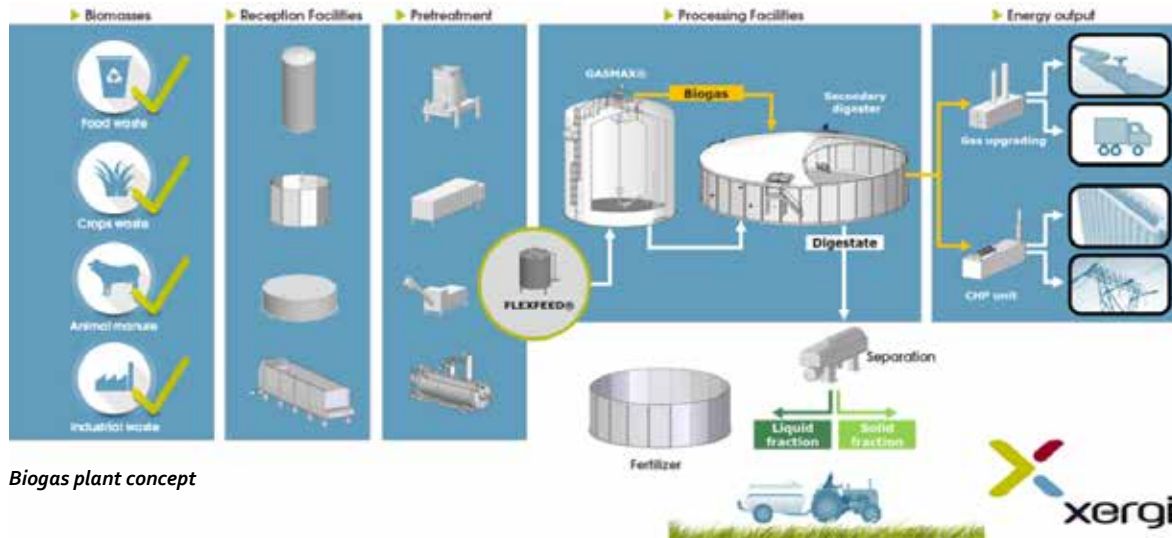 Biomasses
Reception Facilities
Pretreatment
Processing Facilities
Energy output
Food waste
Crops waste
Animal manure
Industrial waste
FLEXFEED®
GASMAX®
Biogas
Secondary
digester
Digestate
Gas upgrading
CHP unit
Separation
Liquid
fraction
Solid
fraction
Fertilizer
Biogas plant concept
xergi